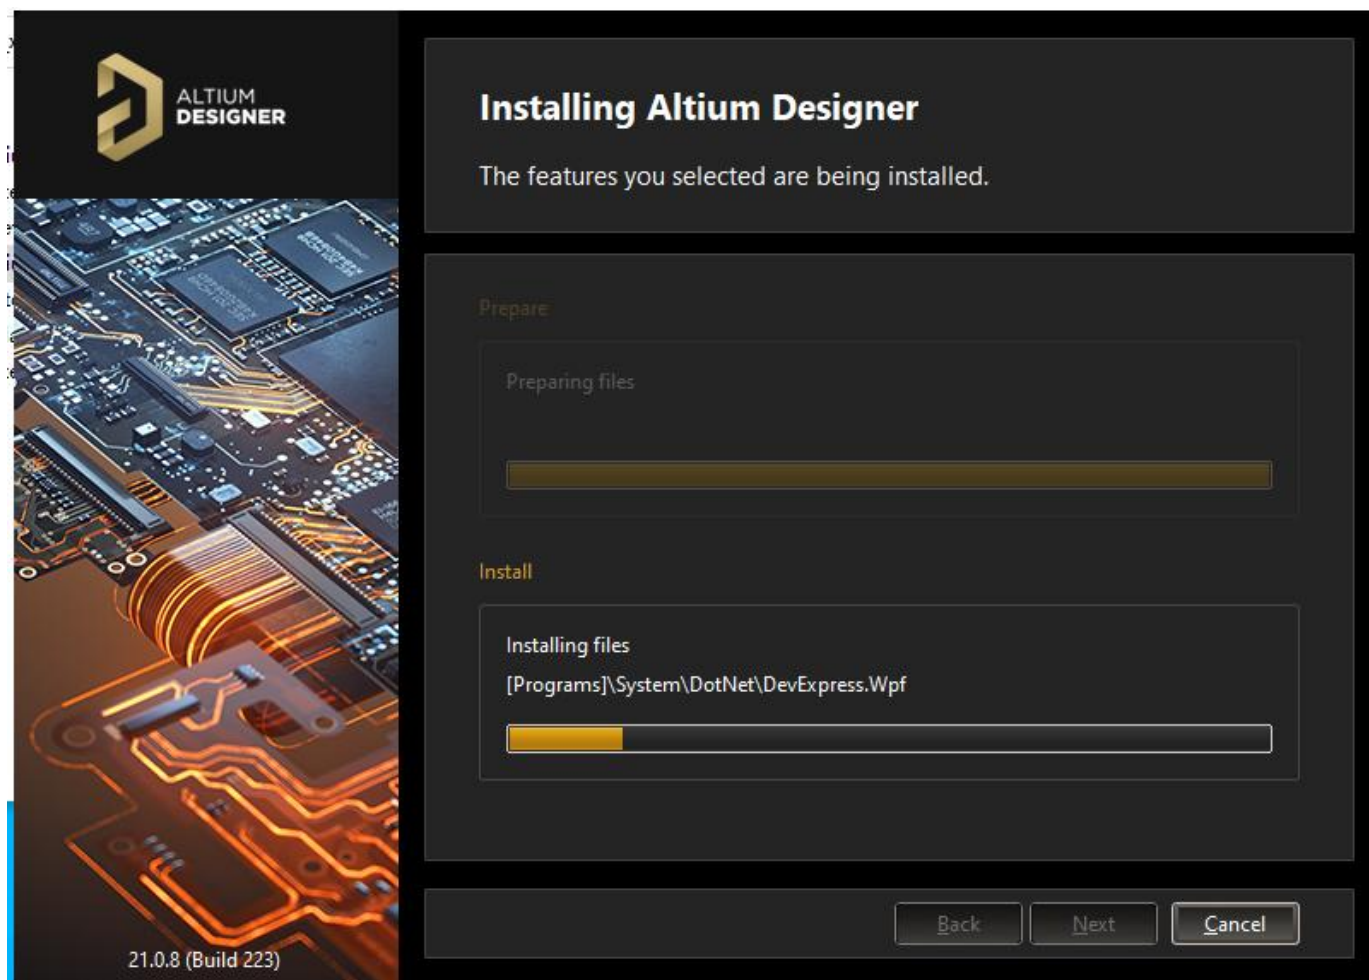 ALTIUM
DESIGNER
Installing Altium Designer
The features you selected are being installed.
Prepare
Preparing files
Install
Installing files
[Programs]\System\DotNet\DevExpress.Wpf
21.0.8 (Build 223)
Back
Next
Cancel